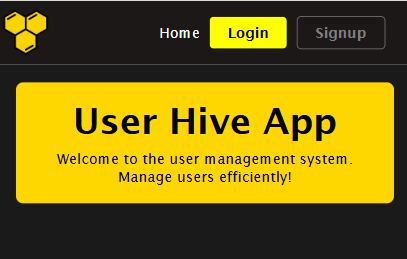 Home Login Signup
User Hive App
Welcome to the user management system.
Manage users efficiently!